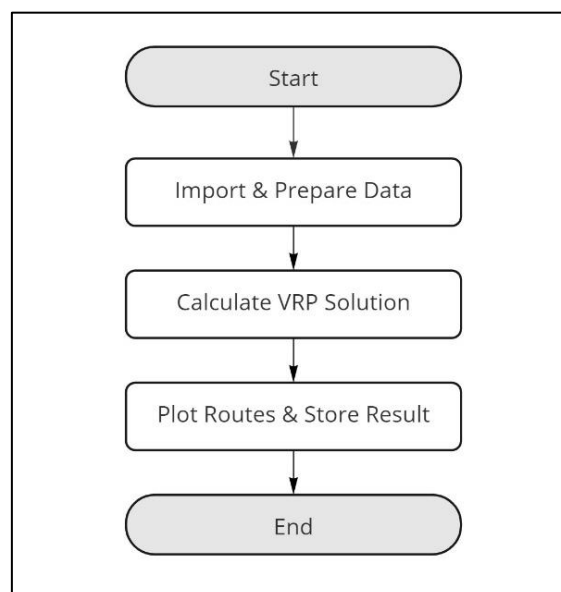 Start
Import & Prepare Data
Calculate VRP Solution
Plot Routes & Store Result
End